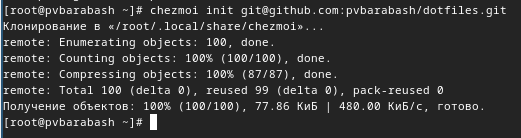 [root@pvbarabash ~]# chezmoi init git@github.com:pvbarabash/dotfiles.git
Клонирование в «/root/.local/share/chezmoi»...
remote: Enumerating objects: 100, done.
remote: Counting objects: 100% (100/100), done.
remote: Compressing objects: 100% (87/87), done.
remote: Total 100 (delta 0), reused 99 (delta 0), pack-reused 0
Получение объектов: 100% (100/100), 77.86 КиБ | 480.00 КиБ/с, готово.
[root@pvbarabash ~]#